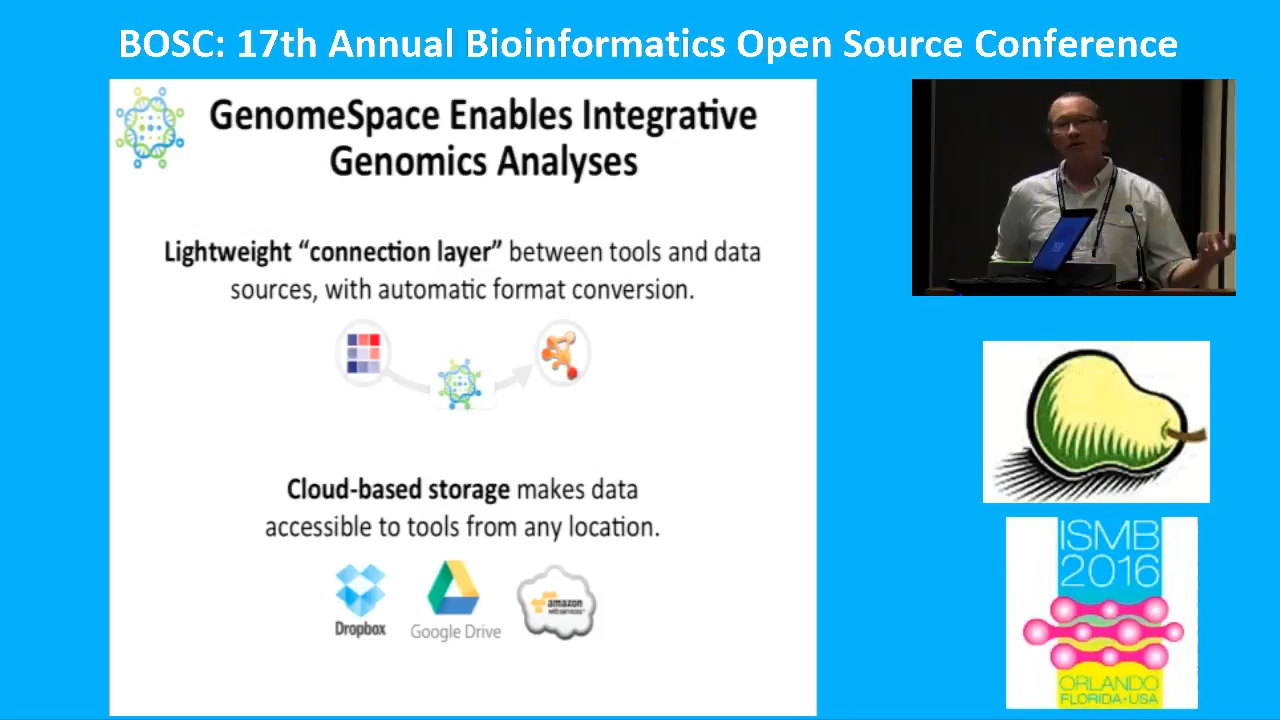 BOSC: 17th Annual Bioinformatics Open Source Conference
GenomeSpace Enables Integrative
Genomics Analyses
Lightweight “connection layer” between tools and data
sources, with automatic format conversion.
Cloud-based storage makes data
accessible to tools from any location.
Dropbox
Google Drive
amazon
webservices™
ISMB
2016
ORLANDO
FLORIDA•USA